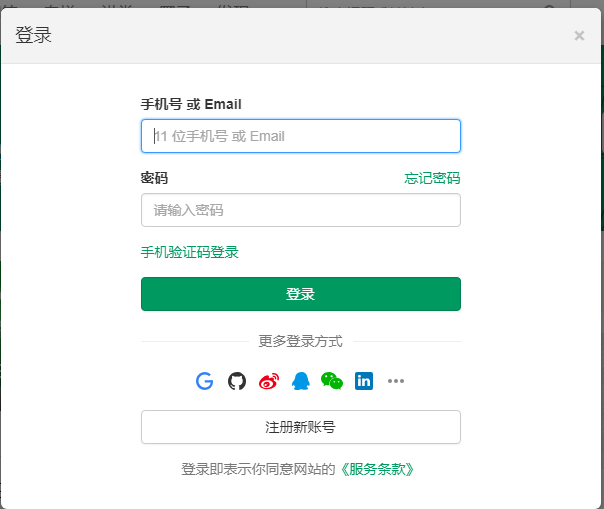 登录
×
手机号 或 Email
11 位手机号 或 Email
密码 忘记密码
请输入密码
手机验证码登录
登录
更多登录方式
注册新账号
登录即表示你同意网站的《服务条款》